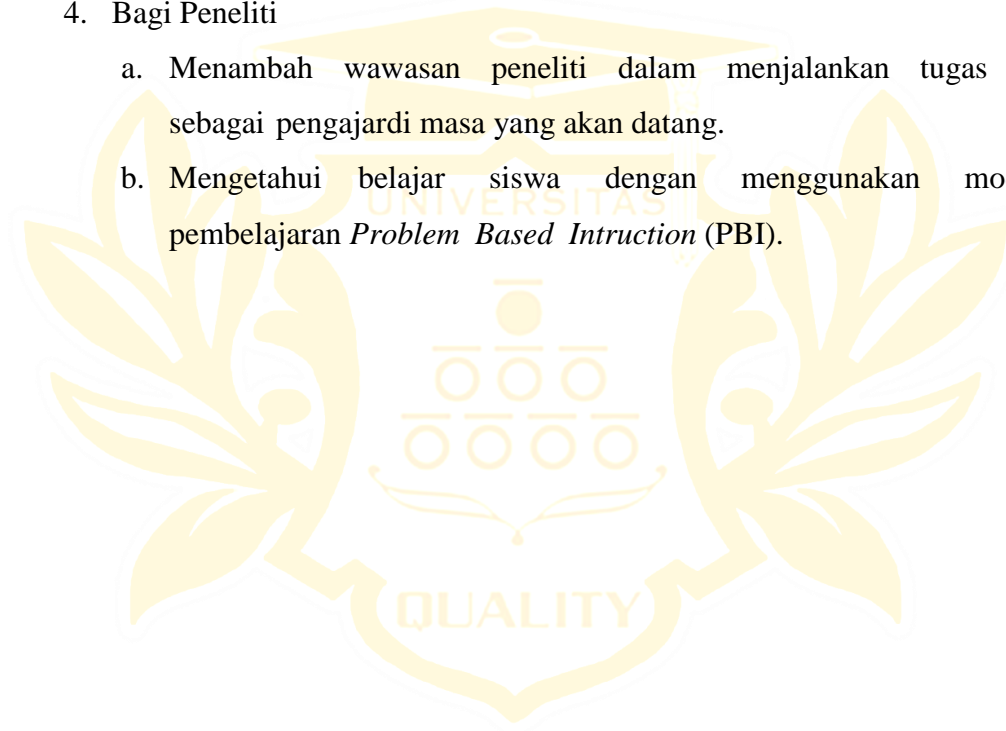 4. Bagi Peneliti
a. Menambah wawasan peneliti dalam menjalankan tugas
sebagai pengajardi masa yang akan datang.
b. Mengetahui belajar siswa dengan menggunakan mo
UNIVERSITAS
pembelajaran Problem Based Intruction (PBI).
QUALITY